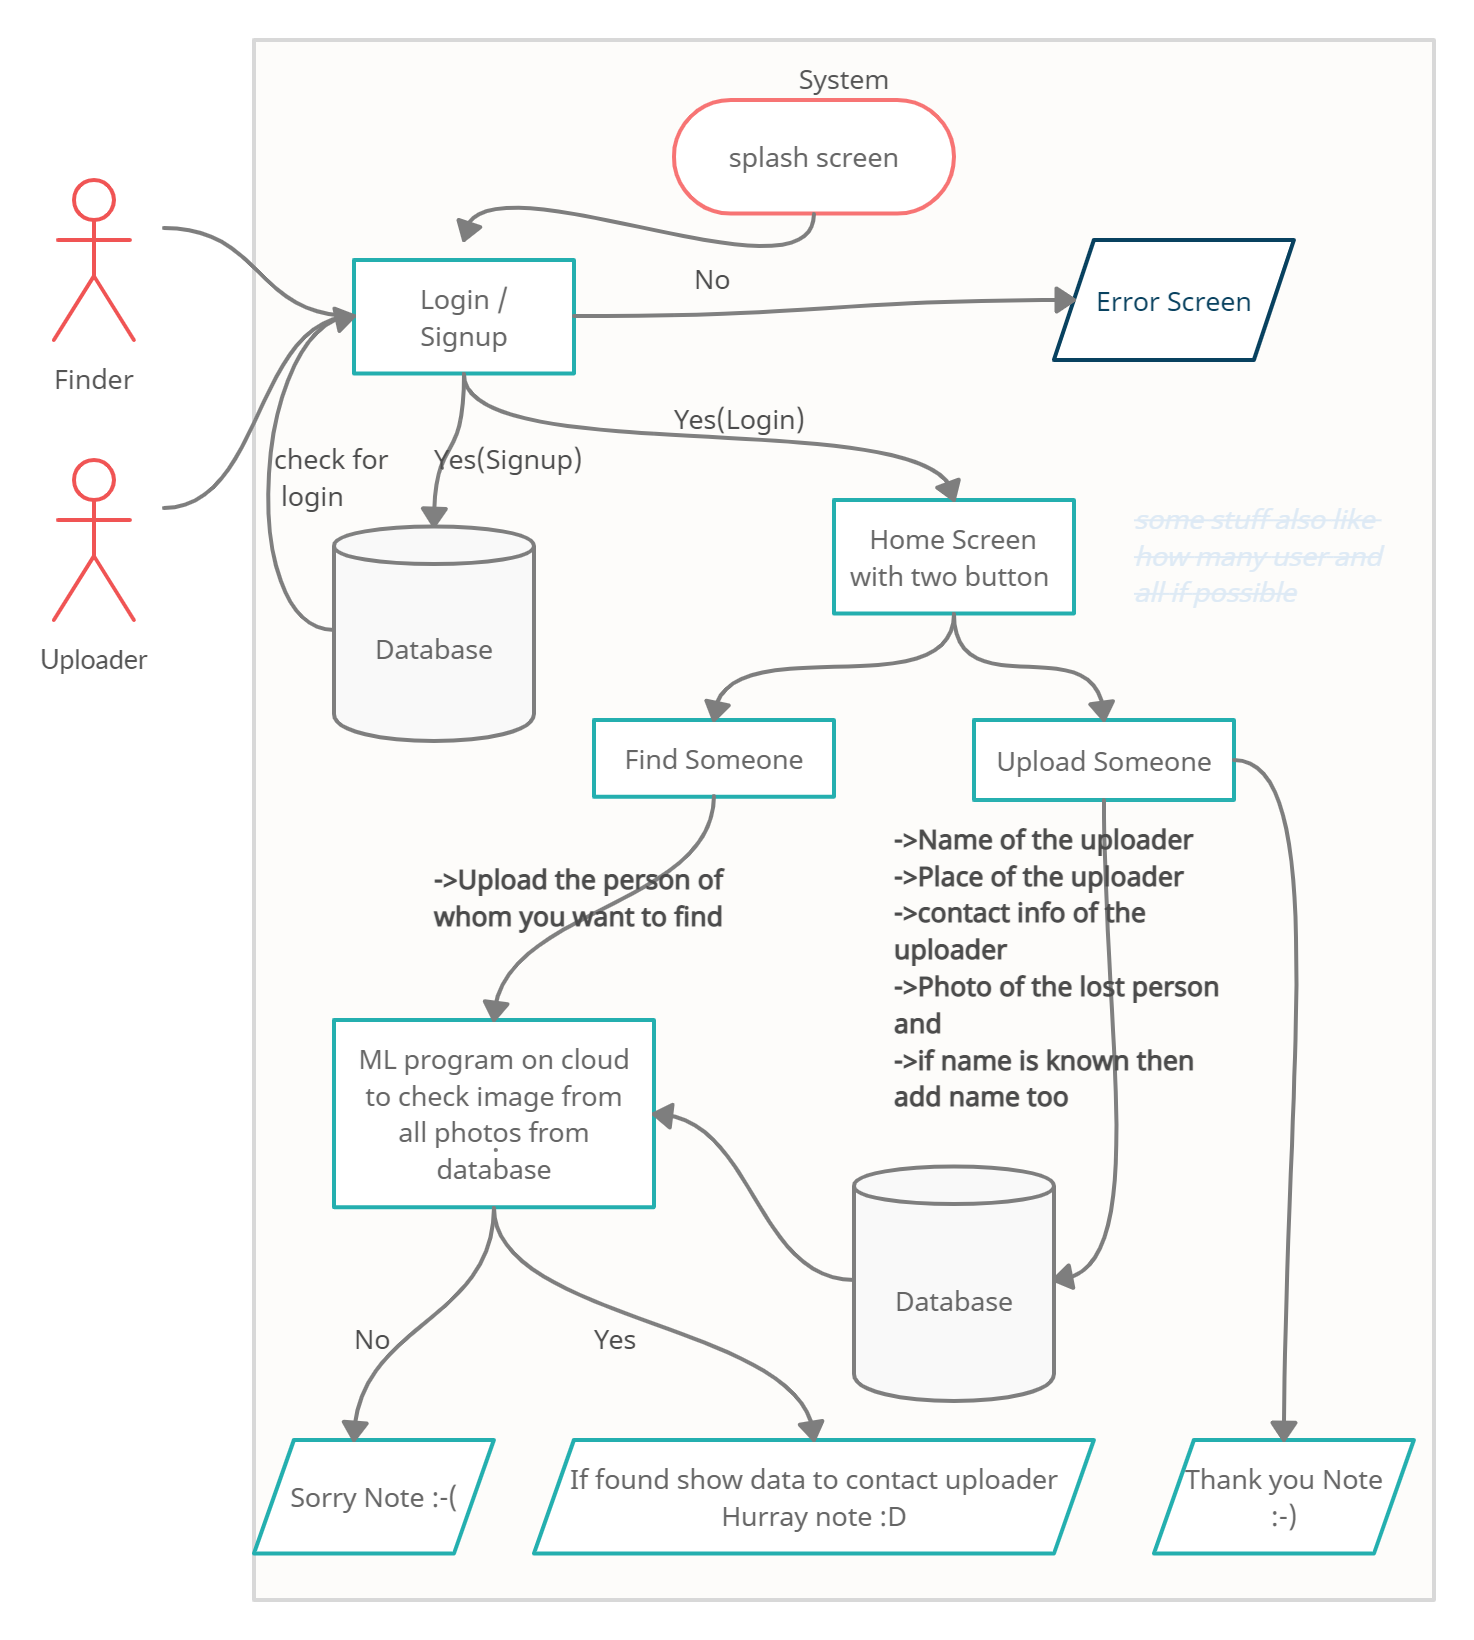 System
splash screen
Finder
Login /
Signup
No
Error Screen
Yes(Login)
check for
login
Yes(Signup)
Uploader
Database
Home Screen
with two button
some stuff also like
how many user and
all if possible
Find Someone
Upload Someone
->Upload the person of
whom you want to find
->Name of the uploader
->Place of the uploader
->contact info of the
uploader
->Photo of the lost person
and
->if name is known then
add name too
ML program on cloud
to check image from
all photos from
database
.
Database
No
Yes
Sorry Note :-(
If found show data to contact uploader
Hurray note :D
Thank you Note
:-)